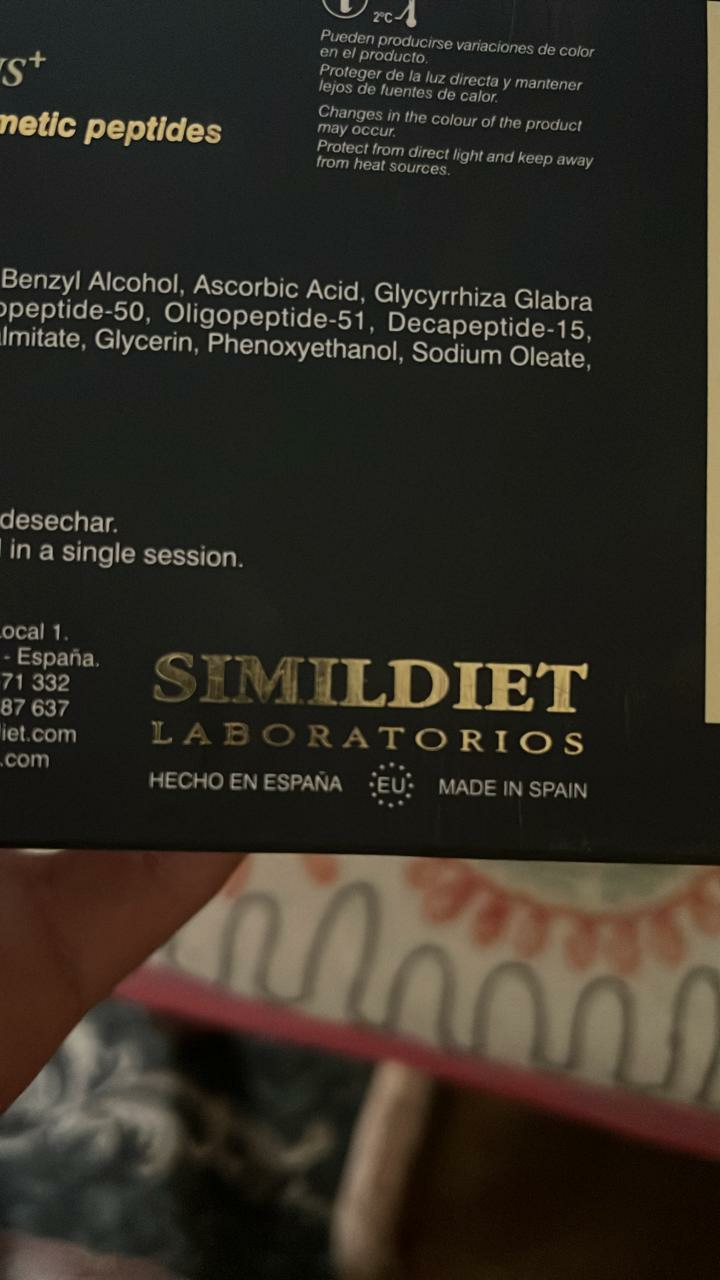 2°C
Pueden producirse variaciones de color
en el producto.
Proteger de la luz directa y mantener
lejos de fuentes de calor.
Changes in the colour of the product
may occur.
Protect from direct light and keep away
from heat sources.
s+
metic peptides
Benzyl Alcohol, Ascorbic Acid, Glycyrrhiza Glabra
opeptide-50, Oligopeptide-51, Decapeptide-15,
lmitate, Glycerin, Phenoxyethanol, Sodium Oleate,
desechar.
in a single session.
ocal 1.
- España.
71 332
87 637
iet.com
.com
SIMILDIET
LABORATORIOS
HECHO EN ESPAÑA EU MADE IN SPAIN